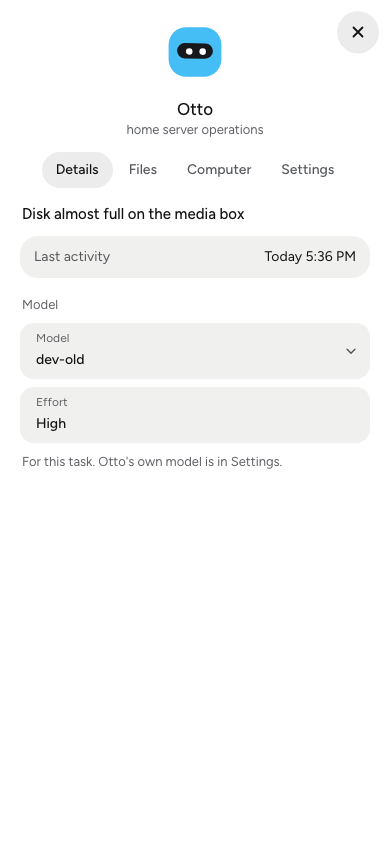 Otto
home server operations
Details Files Computer Settings
Disk almost full on the media box
Last activity Today 5:36 PM
Model
Model
dev-old
Effort
High
For this task. Otto's own model is in Settings.